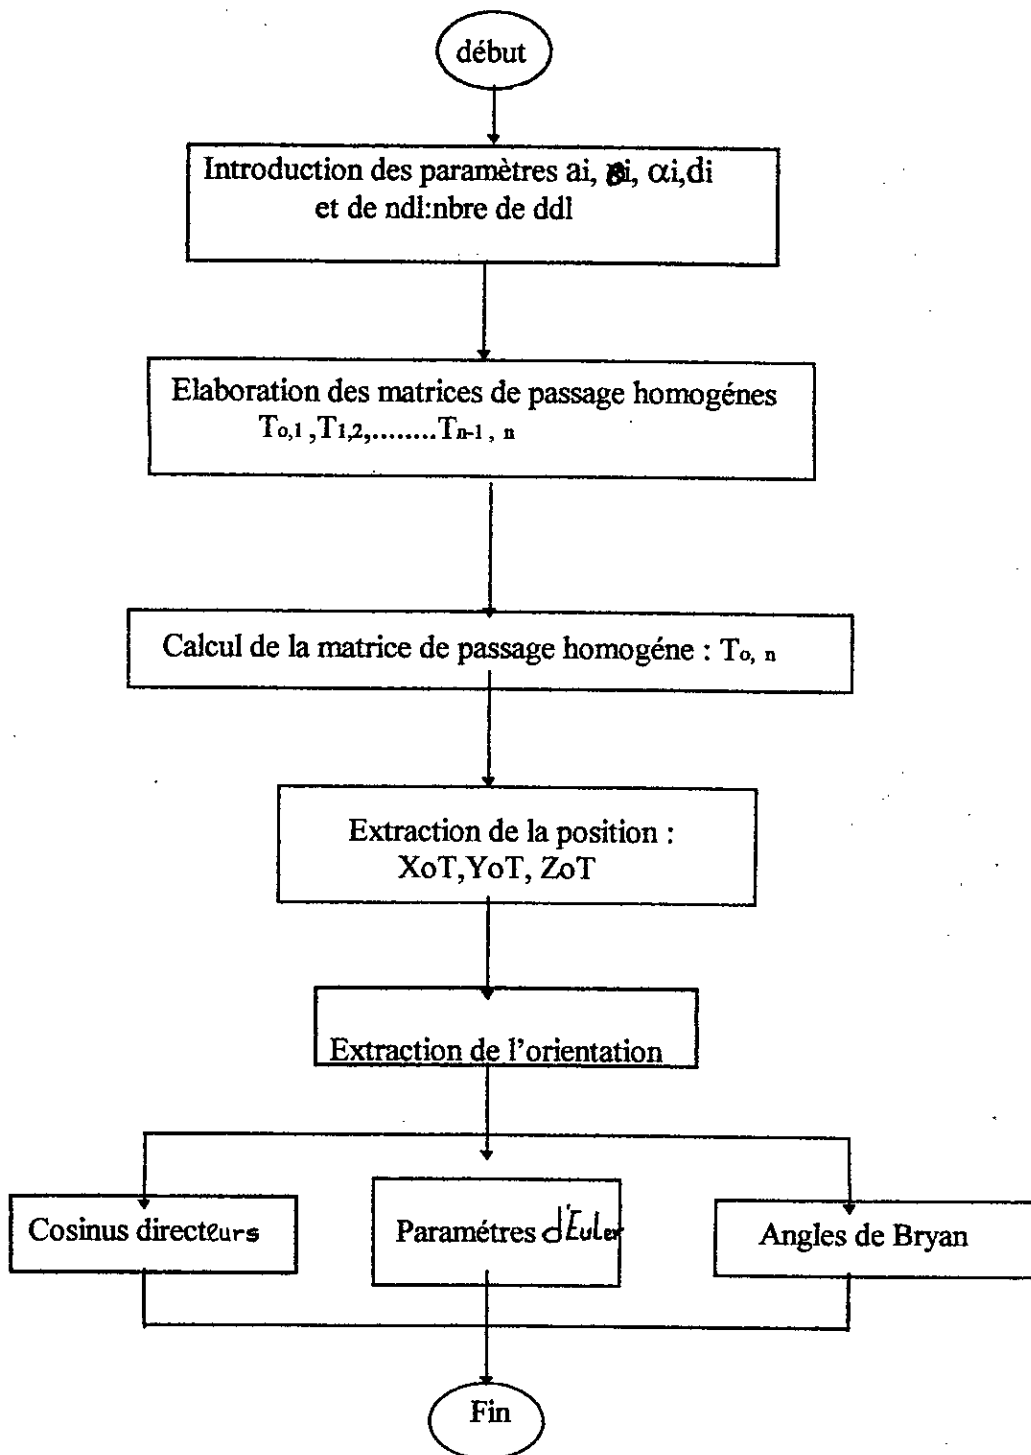 début
Introduction des paramètres ai, αi,di
et de ndl:nbre de ddl
Elaboration des matrices de passage homogénes
To,1 ,T1,2,........Tn-1 , n
Calcul de la matrice de passage homogéne : To, n
Extraction de la position :
XoT,YoT, ZoT
Extraction de l'orientation
Cosinus directeurs
Paramétres d'Euler
Angles de Bryan
Fin